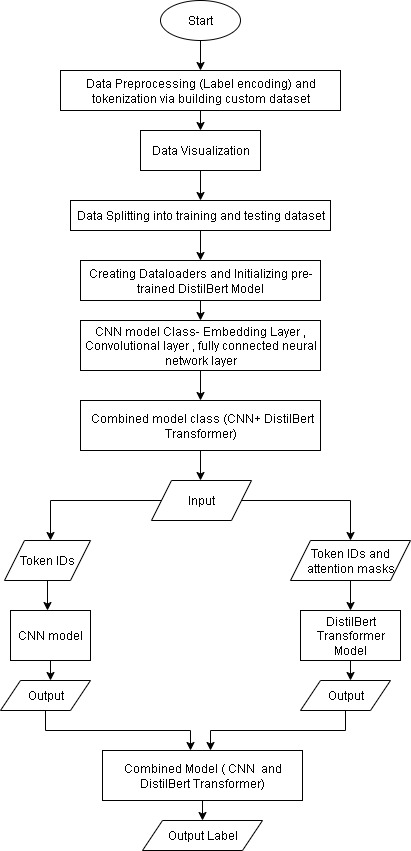 Start
Data Preprocessing (Label encoding) and
tokenization via building custom dataset
Data Visualization
Data Splitting into training and testing dataset
Creating Dataloaders and Initializing pre-
trained DistilBert Model
CNN model Class- Embedding Layer ,
Convolutional layer , fully connected neural
network layer
Combined model class (CNN+ DistilBert
Transformer)
Input
Token IDs
Token IDs and
attention masks
CNN model
DistilBert
Transformer
Model
Output
Output
Combined Model ( CNN and
DistilBert Transformer)
Output Label